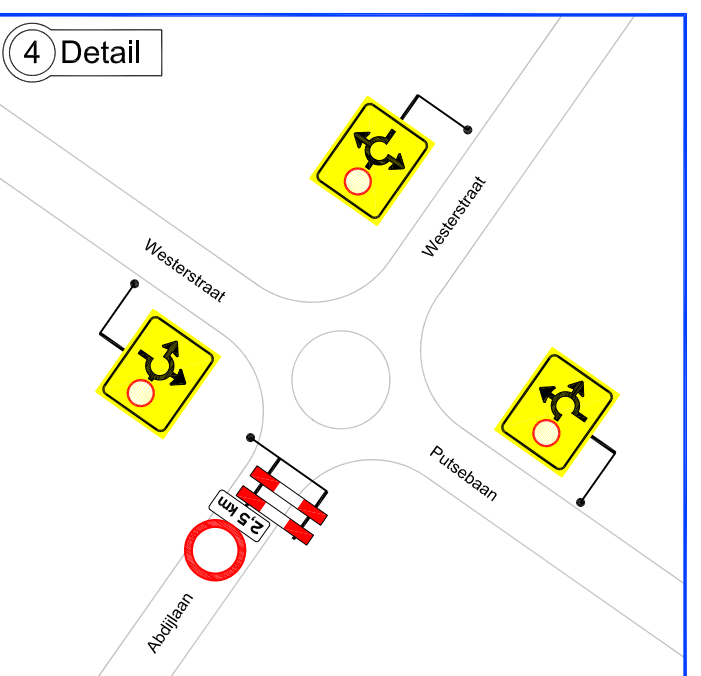 4 Detail
Westerstraat
Westerstraat
Putsebaan
2,5 km
Abdijlaan